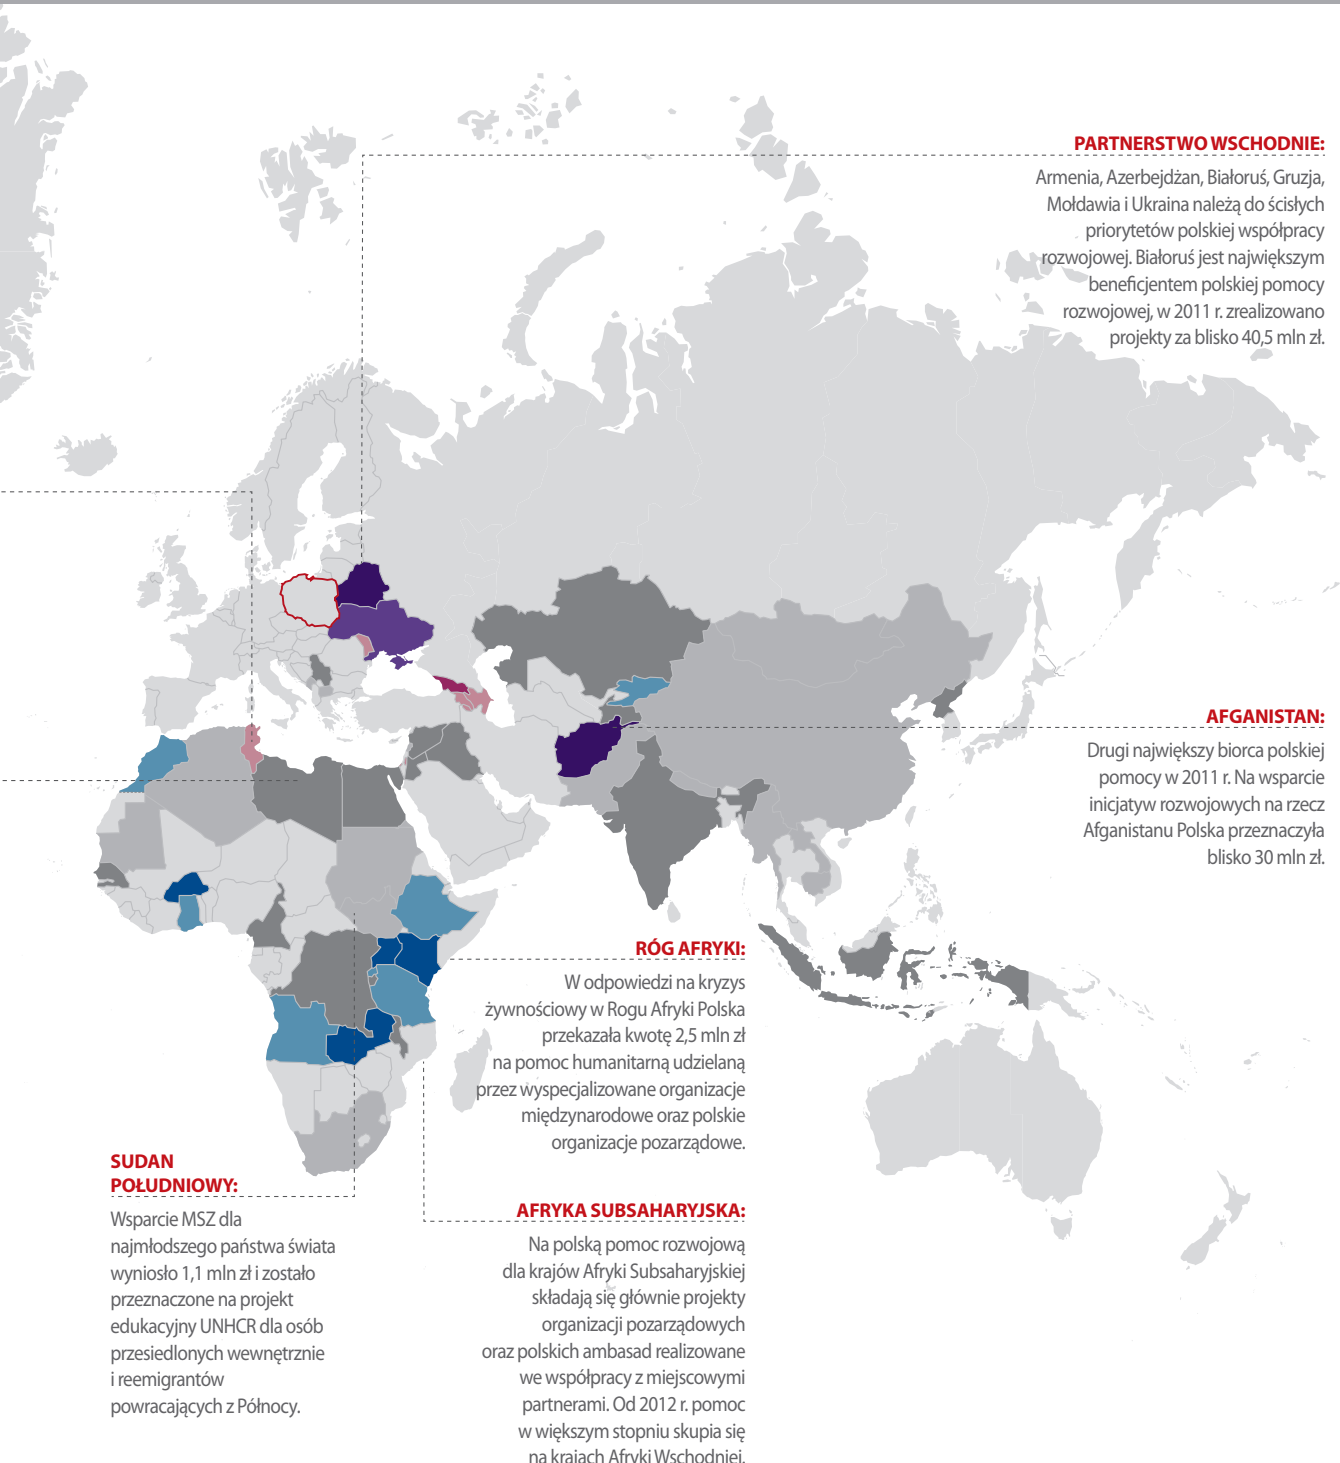 PARTNERSTWO WSCHODNIE:
Armenia, Azerbejdżan, Białoruś, Gruzja,
Mołdawia i Ukraina należą do ścisłych
priorytetów polskiej współpracy
rozwojowej. Białoruś jest największym
beneficjentem polskiej pomocy
rozwojowej, w 2011 r. zrealizowano
projekty za blisko 40,5 mln zł.
AFGANISTAN:
Drugi największy biorca polskiej
pomocy w 2011 r. Na wsparcie
inicjatyw rozwojowych na rzecz
Afganistanu Polska przeznaczyła
blisko 30 mln zł.
RÓG AFRYKI:
W odpowiedzi na kryzys
żywnościowy w Rogu Afryki Polska
przekazała kwotę 2,5 mln zł
na pomoc humanitarną udzielaną
przez wyspecjalizowane organizacje
międzynarodowe oraz polskie
organizacje pozarządowe.
SUDAN
POŁUDNIOWY:
Wsparcie MSZ dla
najmłodszego państwa świata
wyniosło 1,1 mln zł i zostało
przeznaczone na projekt
edukacyjny UNHCR dla osób
przesiedlonych wewnętrznie
i reemigrantów
powracających z Północy.
AFRYKA SUBSAHARYJSKA:
Na polską pomoc rozwojową
dla krajów Afryki Subsaharyjskiej
składają się głównie projekty
organizacji pozarządowych
oraz polskich ambasad realizowane
we współpracy z miejscowymi
partnerami. Od 2012 r. pomoc
w większym stopniu skupia się
na krajach Afryki Wschodniej.